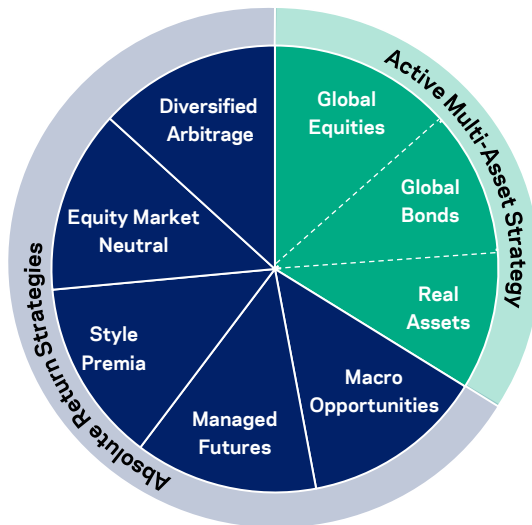 Active Multi-Asset Strategy
Global
Equities
Global
Bonds
Real
Assets
Macro
Opportunities
Managed
Futures
Style
Premia
Equity Market
Neutral
Diversified
Arbitrage
Absolute Return Strategies